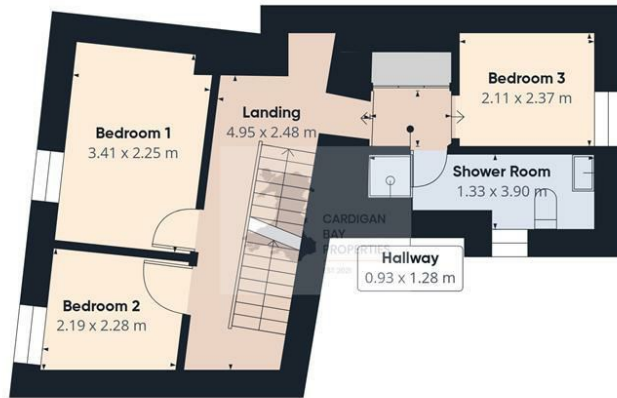 Bedroom 1
3.41 x 2.25 m
Landing
4.95 x 2.48 m
Bedroom 3
2.11 x 2.37 m
Shower Room
1.33 x 3.90 m
CARDIGAN
BAY
PROPERTIES
Hallway
0.93 x 1.28 m
Bedroom 2
2.19 x 2.28 m